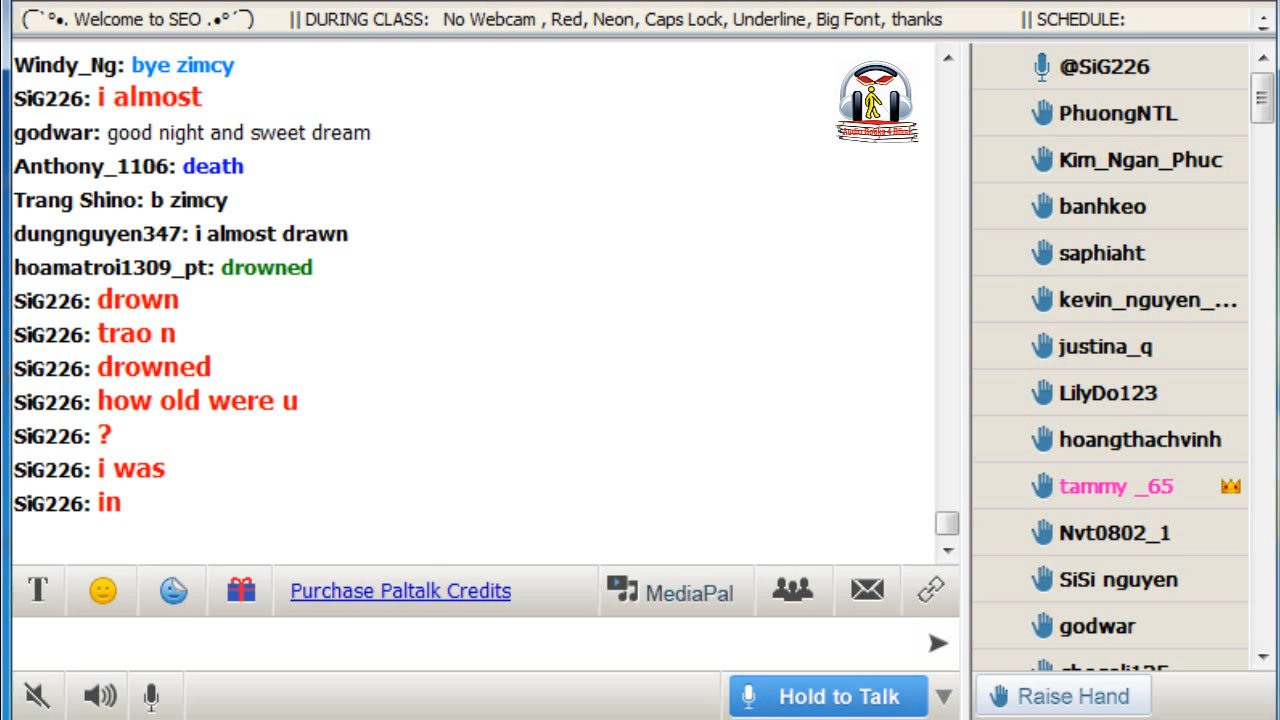 (¯`°•. Welcome to SEO .•°´¯) || DURING CLASS: No Webcam , Red, Neon, Caps Lock, Underline, Big Font, thanks || SCHEDULE:
Windy_Ng: bye zimcy
SiG226: i almost
godwar: good night and sweet dream
Anthony_1106: death
Trang Shino: b zimcy
dungnguyen347: i almost drawn
hoamatroi1309_pt: drowned
SiG226: drown
SiG226: trao n
SiG226: drowned
SiG226: how old were u
SiG226: ?
SiG226: i was
SiG226: in
Audio Books 4 Blind
T
Purchase Paltalk Credits
MediaPal
Hold to Talk
@SiG226
PhuongNTL
Kim_Ngan_Phuc
banhkeo
saphiaht
kevin_nguyen_...
justina_q
LilyDo123
hoangthachvinh
tammy _65
Nvt0802_1
SiSi nguyen
godwar
Raise Hand